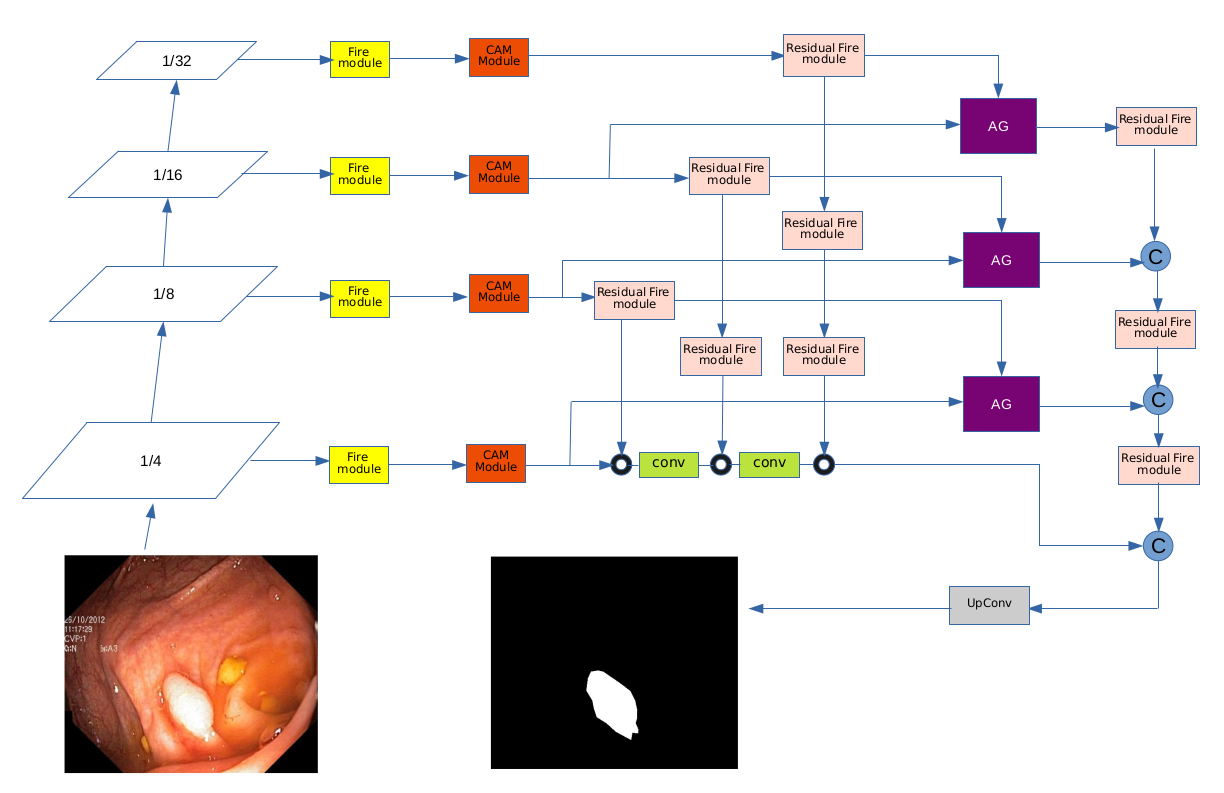 1/32
Fire
module
CAM
Module
Residual Fire
module
AG
Residual Fire
module
1/16
Fire
module
CAM
Module
Residual Fire
module
Residual Fire
module
AG
C
1/8
Fire
module
CAM
Module
Residual Fire
module
Residual Fire
module
Residual Fire
module
Residual Fire
module
AG
C
1/4
Fire
module
CAM
Module
conv
conv
Residual Fire
module
C
UpConv
26/10/2012
11:17:29
CVP:1